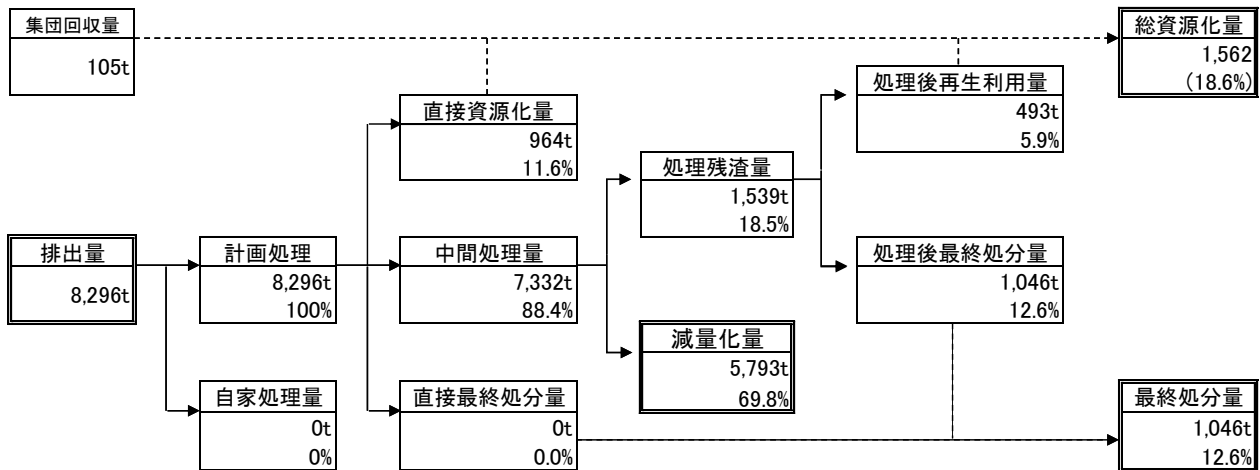 集団回収量
105t
総資源化量
1,562
(18.6%)
直接資源化量
964t
11.6%
処理後再生利用量
493t
5.9%
処理残渣量
1,539t
18.5%
排出量
8,296t
計画処理
8,296t
100%
中間処理量
7,332t
88.4%
処理後最終処分量
1,046t
12.6%
減量化量
5,793t
69.8%
自家処理量
0t
0%
直接最終処分量
0t
0.0%
最終処分量
1,046t
12.6%